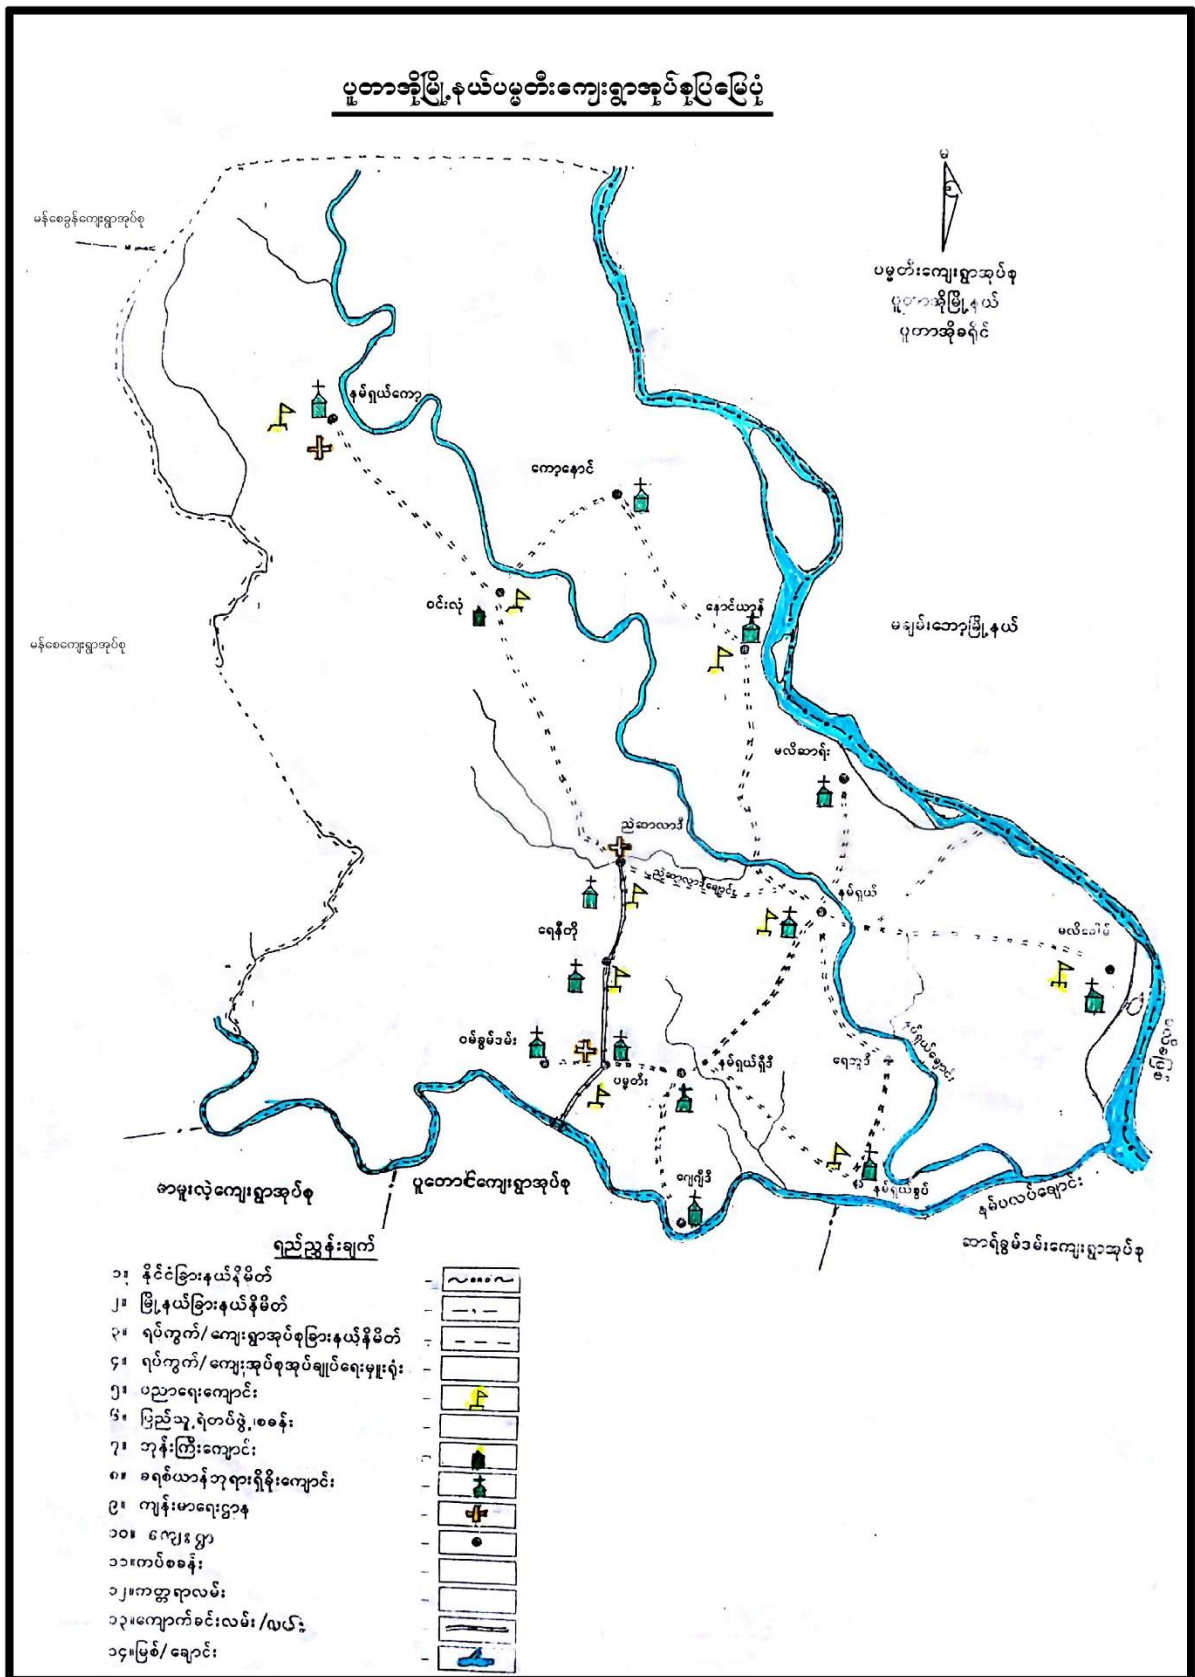 ပူတာအိုမြို့နယ်ပမ္မတီးကျေးရွာအုပ်စုပြမြေပုံ
မ
မန်စေခွန်ကျေးရွာအုပ်စု
ပမ္မတီးကျေးရွာအုပ်စု
ပူတာအိုမြို့နယ်
ပူတာအိုခရိုင်
နမ်ရှယ်ကော့
ကော့နောင်
ဝင်းလုံ
နောင်ယာန်
မချမ်းဘော့မြို့နယ်
မန်စေကျေးရွာအုပ်စု
မလိဆာရ်း
ညဲဆာလာဒီ
ညဲဆာလာဒီချောင်း
နမ်ရှယ်
ရေနီတို
မလိခေါမ်
ဝမ်ခွမ်ဒမ်း
နမ်ရှယ်ချောင်း
ပမ္မတီး
နမ်ရှယ်ရှီဒီ
ရေဘူဒီ
ဂျေဂျီဒီ
နမ်ရှယ်စွပ်
နမ်ပလပ်ချောင်း
ခာမူးလဲ့ကျေးရွာအုပ်စု
ပူတောင်ကျေးရွာအုပ်စု
ဆာရ်ခွမ်ဒမ်းကျေးရွာအုပ်စု
ရည်ညွှန်းချက်
၁။ နိုင်ငံခြားနယ်နိမိတ်
၂။ မြို့နယ်ခြားနယ်နိမိတ်
၃။ ရပ်ကွက်/ကျေးရွာအုပ်စုခြားနယ်နိမိတ်
၄။ ရပ်ကွက်/ကျေးအုပ်စုအုပ်ချုပ်ရေးမှူးရုံး
၅။ ပညာရေးကျောင်း
၆။ ပြည်သူ့ရဲတပ်ဖွဲ့စခန်း
၇။ ဘုန်းကြီးကျောင်း
၈။ ခရစ်ယာန်ဘုရားရှိခိုးကျောင်း
၉။ ကျန်းမာရေးဌာန
၁၀။ ကျေးရွာ
၁၁။ကပ်စခန်း
၁၂။ကတ္တရာလမ်း
၁၃။ကျောက်ခင်းလမ်း/
၁၄။မြစ်/ချောင်း